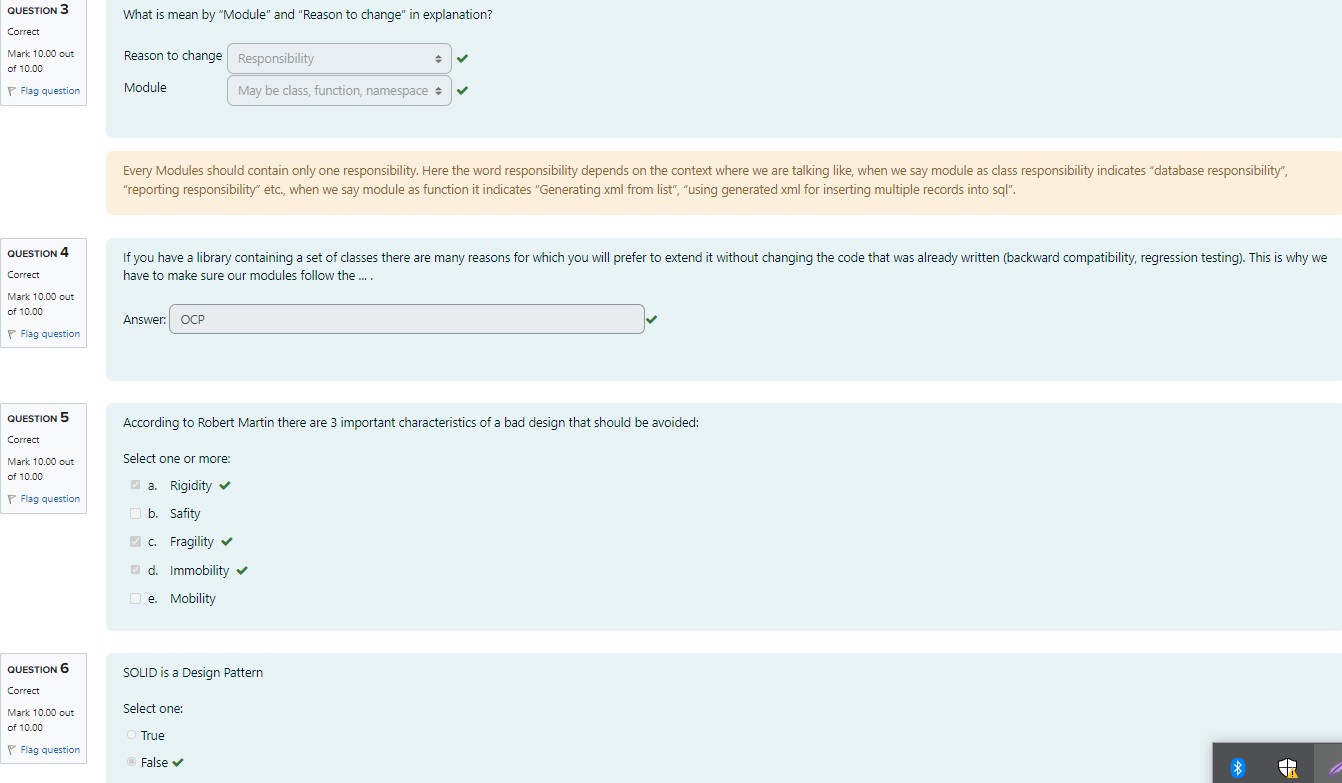 QUESTION 3
Correct
Mark 10.00 out
of 10.00
Flag question
What is mean by “Module” and “Reason to change” in explanation?
Reason to change Responsibility
Module May be class, function, namespace
Every Modules should contain only one responsibility. Here the word responsibility depends on the context where we are talking like, when we say module as class responsibility indicates “database responsibility”,
“reporting responsibility” etc., when we say module as function it indicates “Generating xml from list”, “using generated xml for inserting multiple records into sql”.
QUESTION 4
Correct
Mark 10.00 out
of 10.00
Flag question
If you have a library containing a set of classes there are many reasons for which you will prefer to extend it without changing the code that was already written (backward compatibility, regression testing). This is why we
have to make sure our modules follow the ... .
Answer: OCP
QUESTION 5
Correct
Mark 10.00 out
of 10.00
Flag question
According to Robert Martin there are 3 important characteristics of a bad design that should be avoided:
Select one or more:
a. Rigidity
b. Safity
c. Fragility
d. Immobility
e. Mobility
QUESTION 6
Correct
Mark 10.00 out
of 10.00
Flag question
SOLID is a Design Pattern
Select one:
True
False